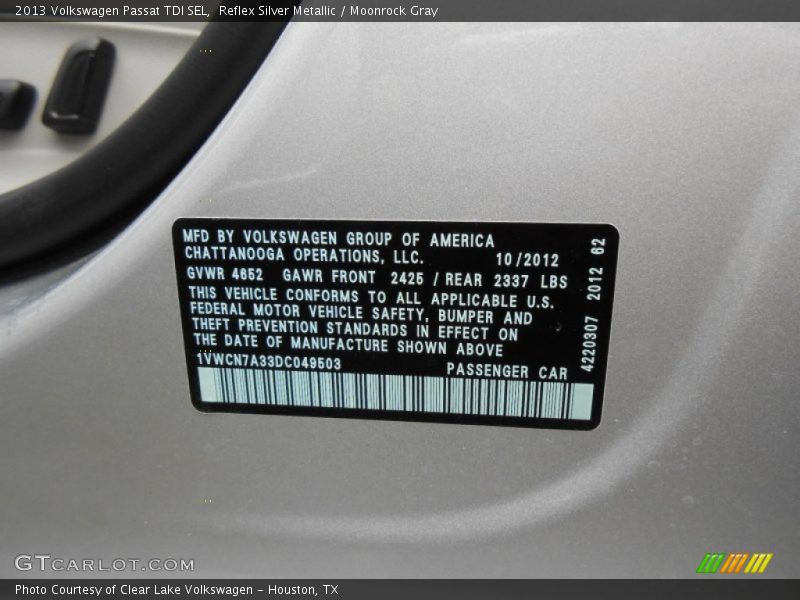 2013 Volkswagen Passat TDI SEL, Reflex Silver Metallic / Moonrock Gray
MFD BY VOLKSWAGEN GROUP OF AMERICA
CHATTANOOGA OPERATIONS, LLC. 10/2012
GVWR 4652 GAWR FRONT 2425 / REAR 2337 LBS
THIS VEHICLE CONFORMS TO ALL APPLICABLE U.S.
FEDERAL MOTOR VEHICLE SAFETY, BUMPER AND
THEFT PREVENTION STANDARDS IN EFFECT ON
THE DATE OF MANUFACTURE SHOWN ABOVE
1VWCN7A33DC049503 PASSENGER CAR
4220307 2012 62
GTCARLOT.COM
Photo Courtesy of Clear Lake Volkswagen - Houston, TX